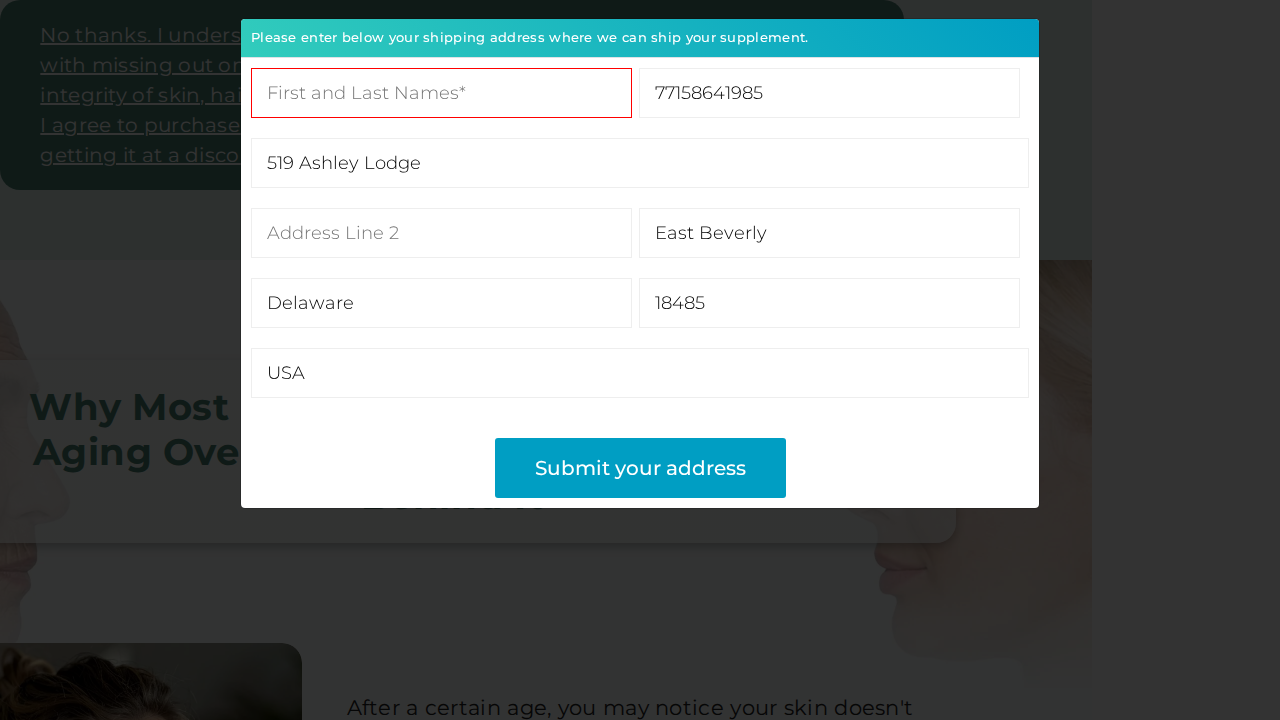 No thanks. I unders
with missing out or
integrity of skin, hai
I agree to purchase
getting it at a disco
Please enter below your shipping address where we can ship your supplement.
First and Last Names*
77158641985
519 Ashley Lodge
Address Line 2
East Beverly
Delaware
18485
USA
Submit your address
Why Most
Aging Ove
After a certain age, you may notice your skin doesn't